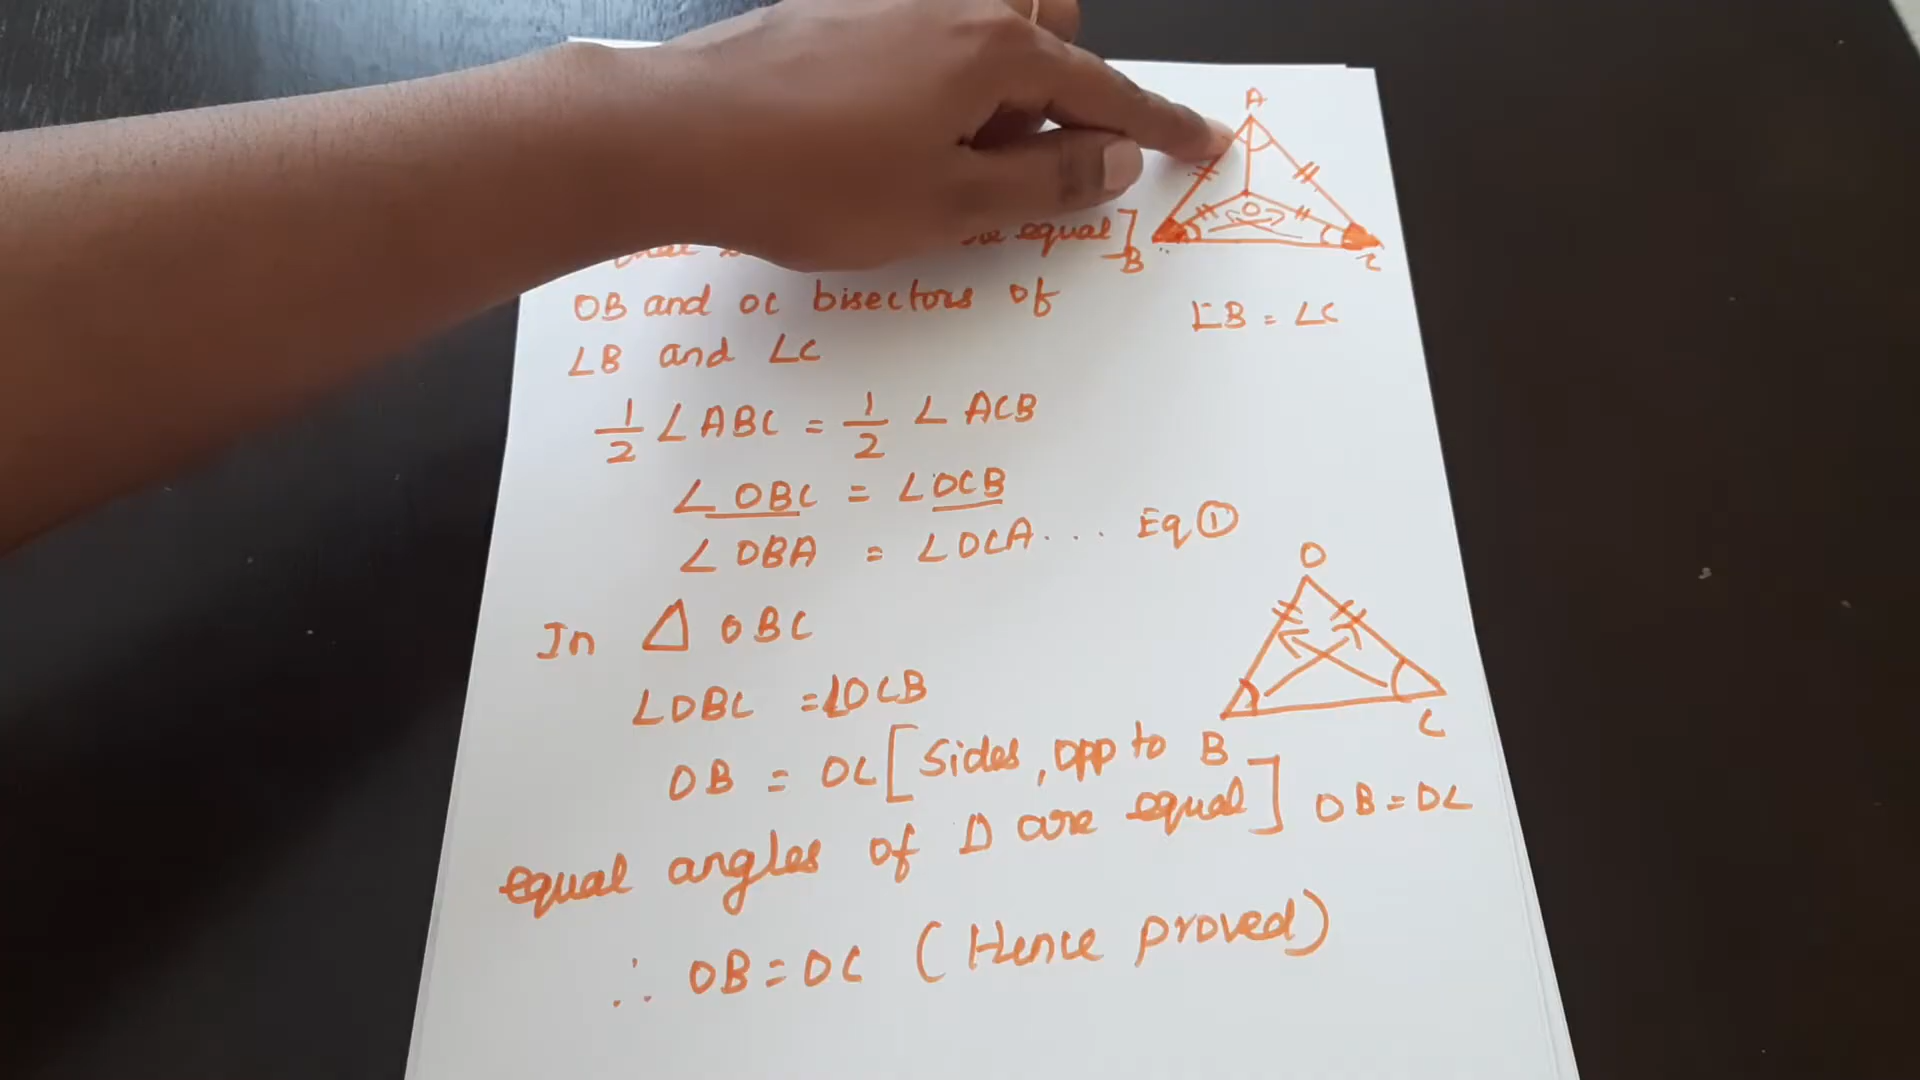 A
are equal]
B
C
OB and OC bisectors of
∠B and ∠C
∠B = ∠C
1/2 ∠ABC = 1/2 ∠ACB
∠OBC = ∠OCB
∠OBA = ∠OCA.... Eq ①
In △ OBC
∠OBC = ∠OCB
OB = OC [Sides, opp to
equal angles of △ are equal]
O
B
C
OB = OC
∴ OB = OC (Hence proved)